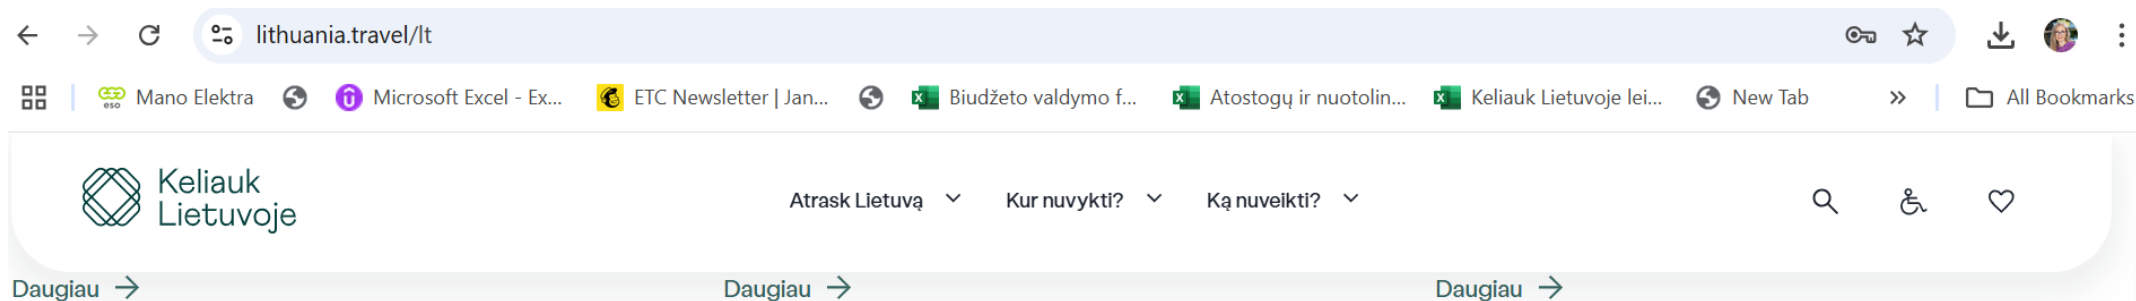 lithuania.travel/lt
eso Mano Elektra Microsoft Excel - Ex... ETC Newsletter | Jan... Biudžeto valdymo f... Atostogų ir nuotolin... Keliauk Lietuvoje lei... New Tab All Bookmarks
Keliauk
Lietuvoje
Atrask Lietuvą Kur nuvykti? Ką nuveikti?
Daugiau Daugiau Daugiau